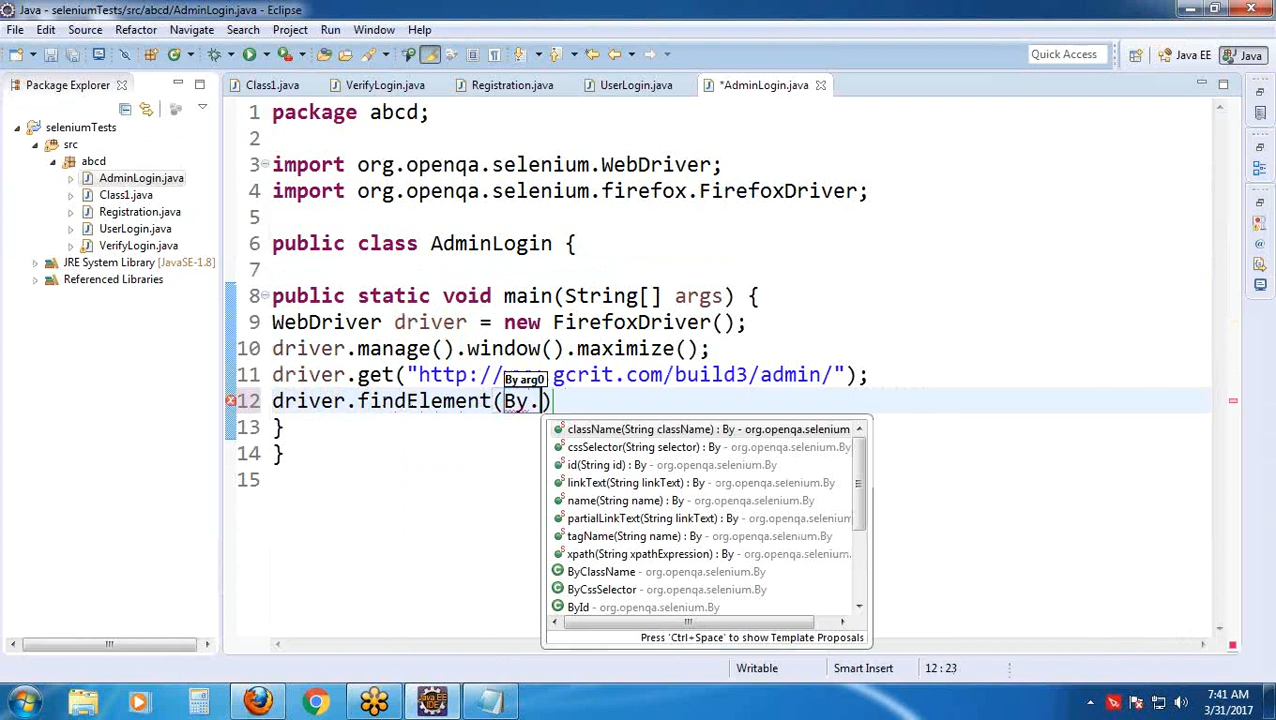 Java - seleniumTests/src/abcd/AdminLogin.java - Eclipse
File Edit Source Refactor Navigate Search Project Run Window Help
Quick Access Java EE Java
Package Explorer
Class1.java VerifyLogin.java Registration.java UserLogin.java *AdminLogin.java
seleniumTests
src
abcd
AdminLogin.java
Class1.java
Registration.java
UserLogin.java
VerifyLogin.java
JRE System Library [JavaSE-1.8]
Referenced Libraries
1 package abcd;
2
3 import org.openqa.selenium.WebDriver;
4 import org.openqa.selenium.firefox.FirefoxDriver;
5
6 public class AdminLogin {
7
8 public static void main(String[] args) {
9 WebDriver driver = new FirefoxDriver();
10 driver.manage().window().maximize();
11 driver.get("http:// gcrit.com/build3/admin/");
By arg0
12 driver.findElement(By.)
13 }
14 }
15
className(String className) : By - org.openqa.selenium
cssSelector(String selector) : By - org.openqa.selenium.By
id(String id) : By - org.openqa.selenium.By
linkText(String linkText) : By - org.openqa.selenium.By
name(String name) : By - org.openqa.selenium.By
partialLinkText(String linkText) : By - org.openqa.selenium
tagName(String name) : By - org.openqa.selenium.By
xpath(String xpathExpression) : By - org.openqa.selenium.
ByClassName - org.openqa.selenium.By
ByCssSelector - org.openqa.selenium.By
ById - org.openqa.selenium.By
Press 'Ctrl+Space' to show Template Proposals
Writable Smart Insert 12 : 23
Java EE
IDE
7:41 AM
3/31/2017